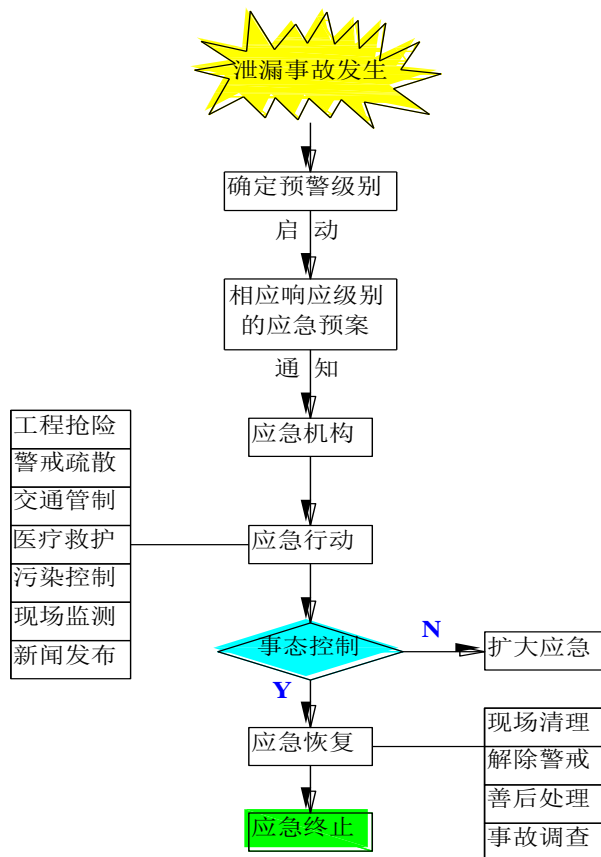 泄漏事故发生
确定预警级别
启动
相应响应级别
的应急预案
通知
应急机构
工程抢险
警戒疏散
交通管制
医疗救护
污染控制
现场监测
新闻发布
应急行动
事态控制
N
扩大应急
Y
应急恢复
现场清理
解除警戒
善后处理
事故调查
应急终止